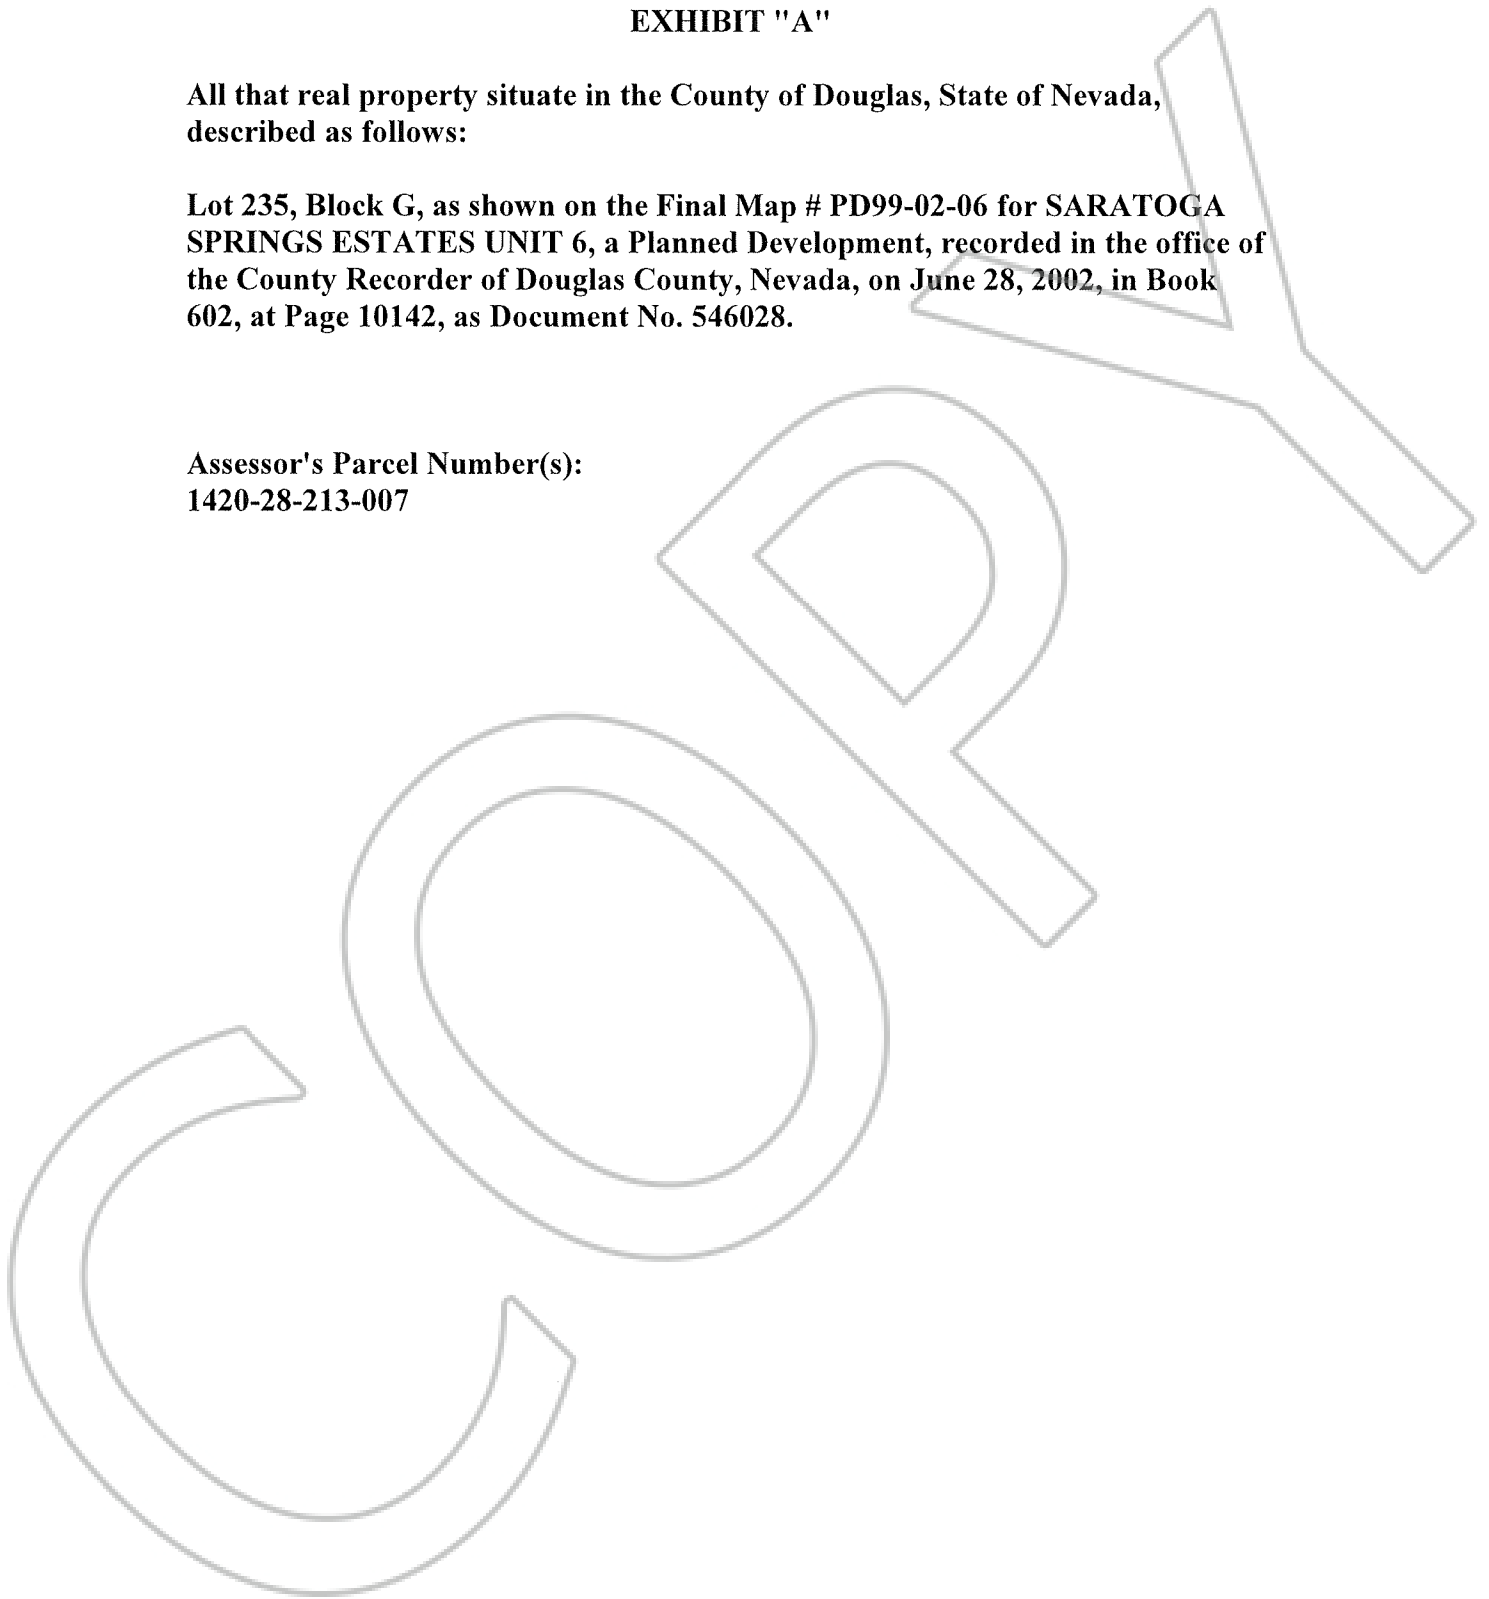 EXHIBIT "A"
All that real property situate in the County of Douglas, State of Nevada,
described as follows:
Lot 235, Block G, as shown on the Final Map # PD99-02-06 for SARATOGA
SPRINGS ESTATES UNIT 6, a Planned Development, recorded in the office of
the County Recorder of Douglas County, Nevada, on June 28, 2002, in Book
602, at Page 10142, as Document No. 546028.
Assessor's Parcel Number(s):
1420-28-213-007
COPY